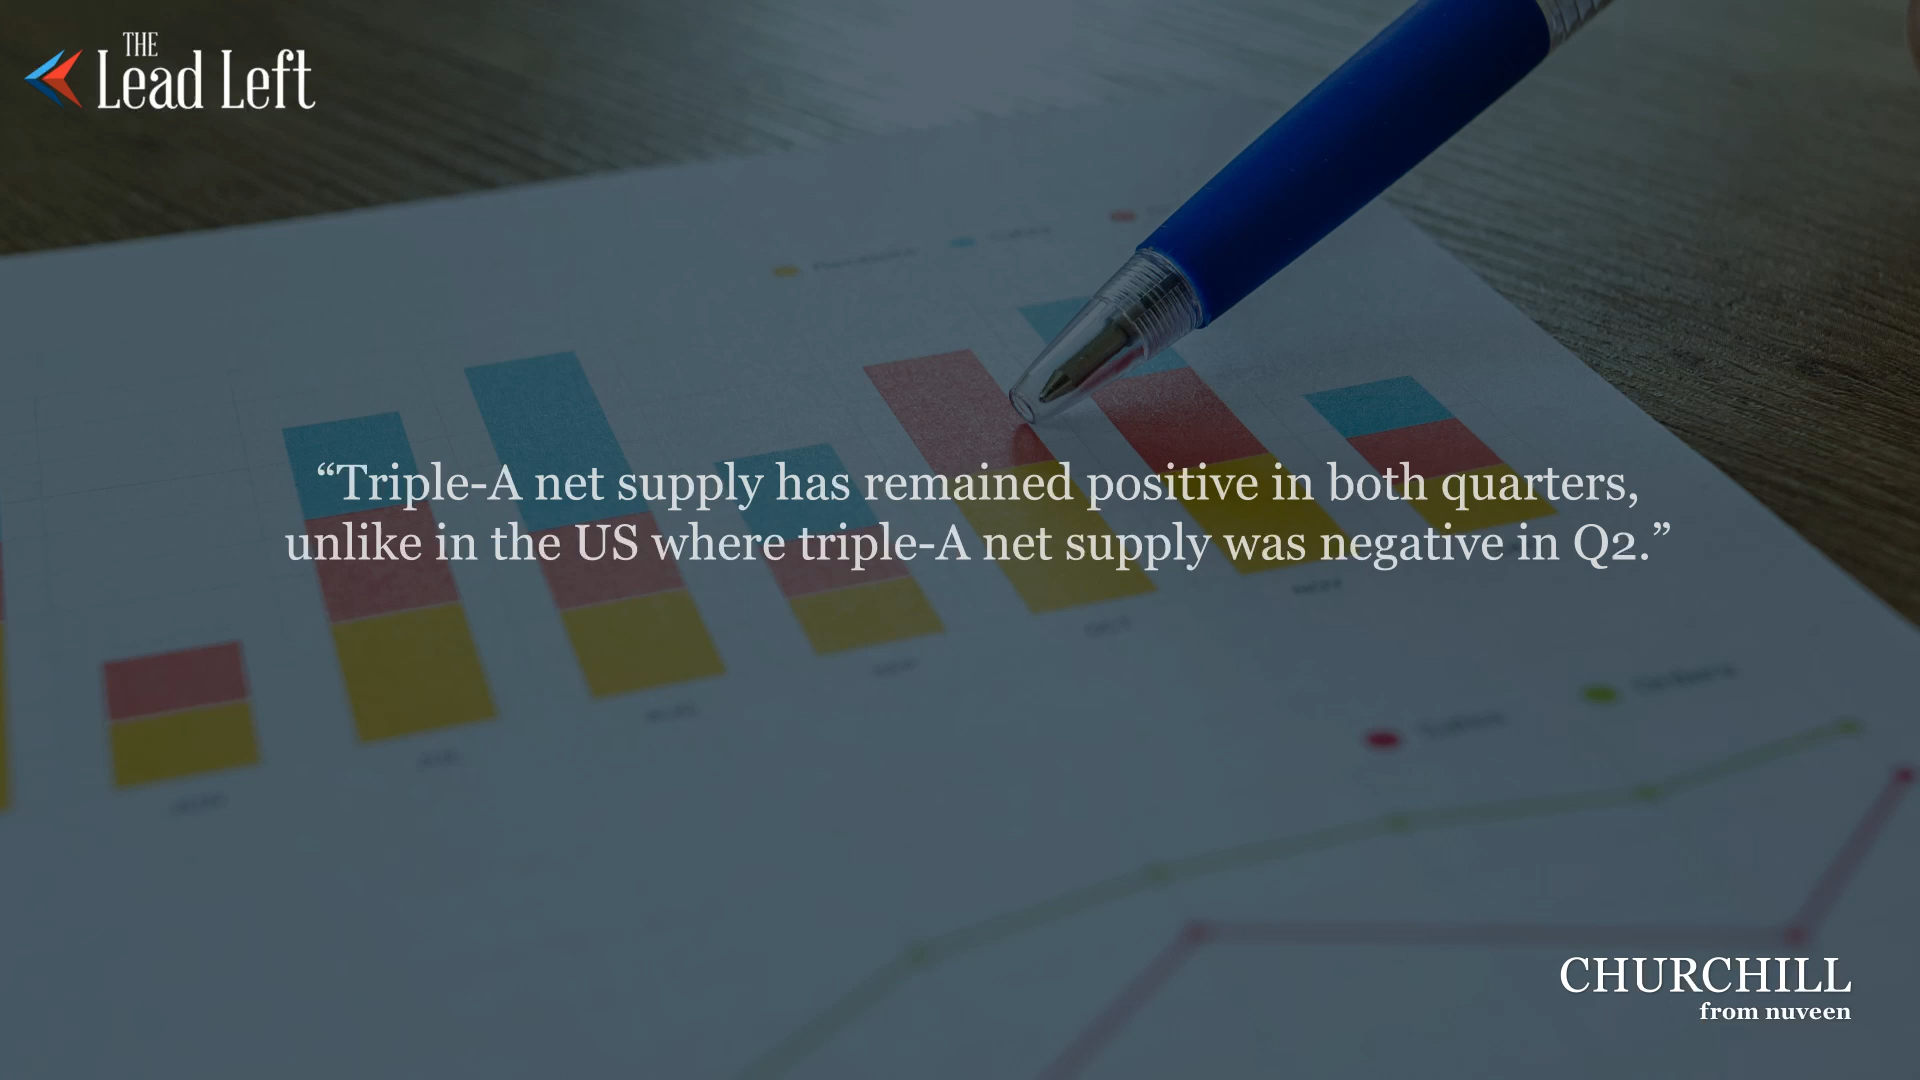 THE
Lead Left
“Triple-A net supply has remained positive in both quarters,
unlike in the US where triple-A net supply was negative in Q2.”
CHURCHILL
from nuveen